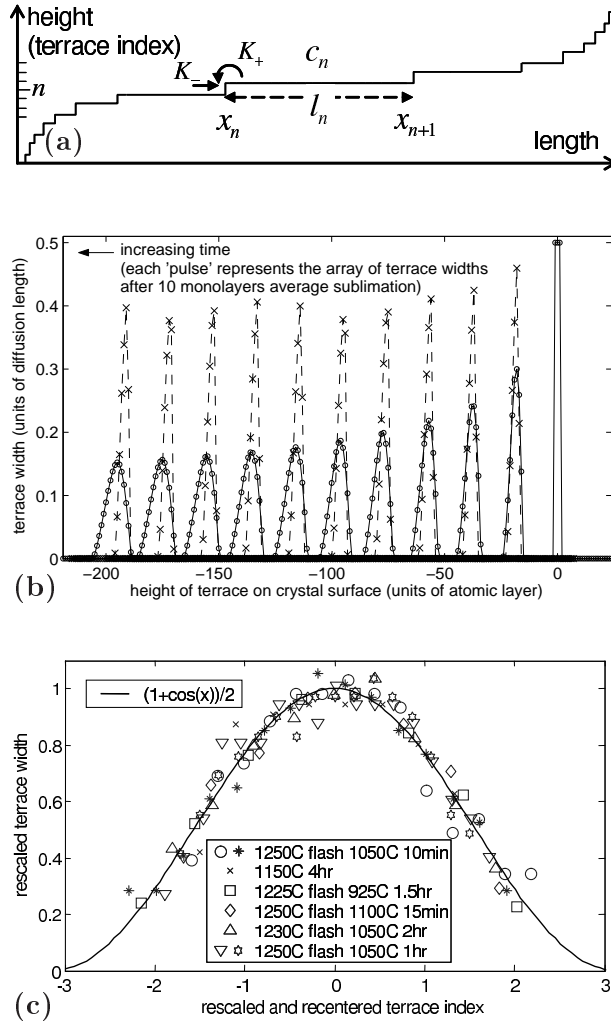 height
(terrace index)
K+
cn
K−
n
ln
xn
xn+1
(a)
length
0.5
increasing time
(each 'pulse' represents the array of terrace widths
after 10 monolayers average sublimation)
0.4
0.3
0.2
0.1
0
terrace width (units of diffusion length)
−200
−150
−100
−50
0
height of terrace on crystal surface (units of atomic layer)
(b)
(1+cos(x))/2
1
0.8
0.6
0.4
0.2
0
rescaled terrace width
1250C flash 1050C 10min
1150C 4hr
1225C flash 925C 1.5hr
1250C flash 1100C 15min
1230C flash 1050C 2hr
1250C flash 1050C 1hr
-3
-2
-1
0
1
2
3
rescaled and recentered terrace index
(c)